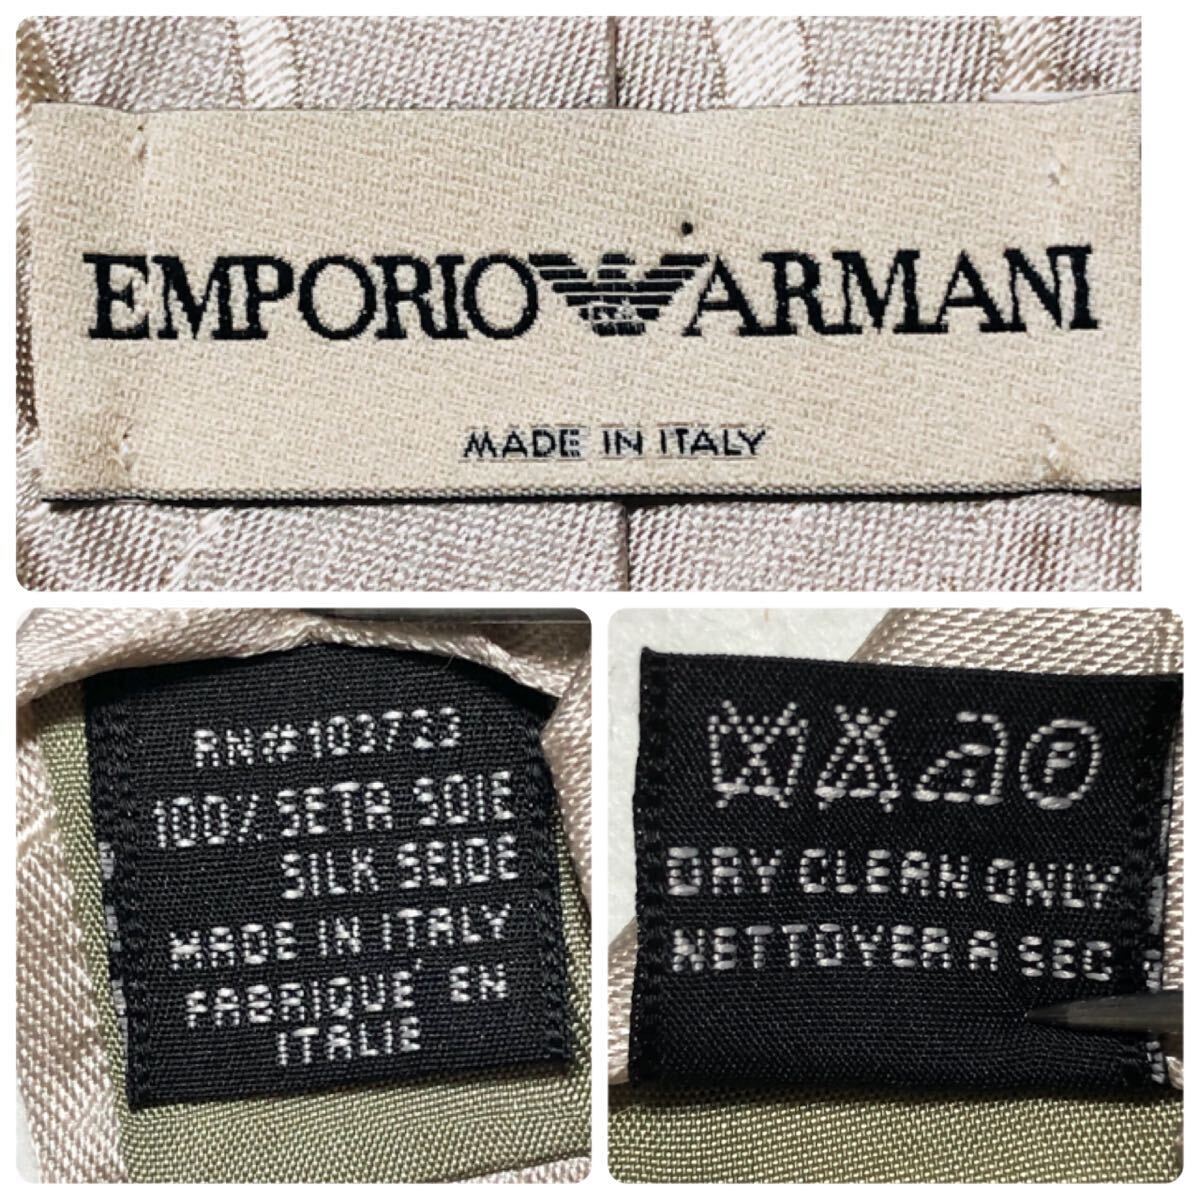 EMPORIO ARMANI
MADE IN ITALY
RN#103733
100% SETA SOIE
SILK SEIDE
MADE IN ITALY
FABRIQUE' EN
ITALIE
P
DRY CLEAN ONLY
NETTOYER A SEC